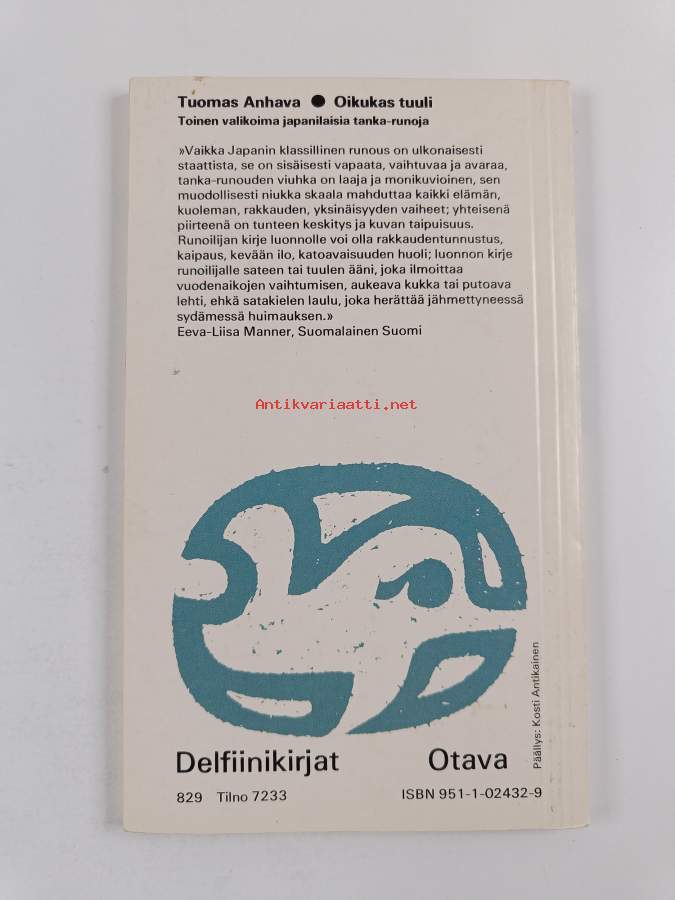 Tuomas Anhava ● Oikukas tuuli
Toinen valikoima japanilaisia tanka-runoja
»Vaikka Japanin klassillinen runous on ulkonaisesti
staattista, se on sisäisesti vapaata, vaihtuvaa ja avaraa,
tanka-runouden viuhka on laaja ja monikuvioinen, sen
muodollisesti niukka skaala mahduttaa kaikki elämän,
kuoleman, rakkauden, yksinäisyyden vaiheet; yhteisenä
piirteenä on tunteen keskitys ja kuvan taipuisuus.
Runoilijan kirje luonnolle voi olla rakkaudentunnustus,
kaipaus, kevään ilo, katoavaisuuden huoli; luonnon kirje
runoilijalle sateen tai tuulen ääni, joka ilmoittaa
vuodenaikojen vaihtumisen, aukeava kukka tai putoava
lehti, ehkä satakielen laulu, joka herättää jähmettyneessä
sydämessä huimauksen.»
Eeva-Liisa Manner, Suomalainen Suomi
Antikvariaatti.net
Päällys: Kosti Antikainen
Delfiinikirjat Otava
829 Tilno 7233 ISBN 951-1-02432-9